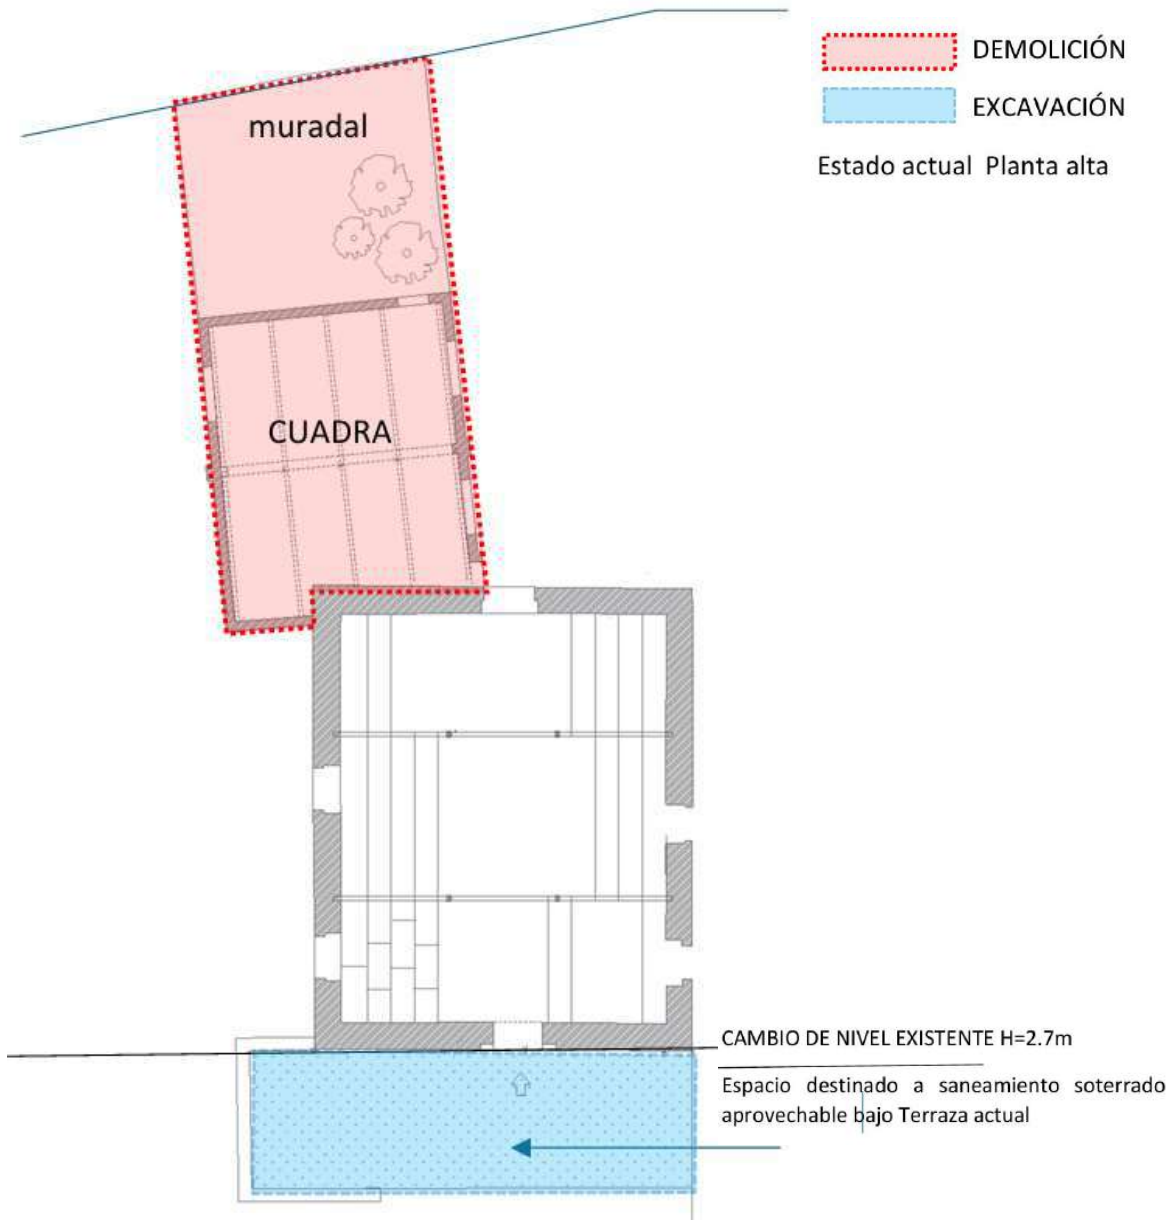 DEMOLICIÓN
muradal
EXCAVACIÓN
Estado actual Planta alta
CUADRA
CAMBIO DE NIVEL EXISTENTE H=2.7m
Espacio destinado a saneamiento soterrado
aprovechable bajo Terraza actual